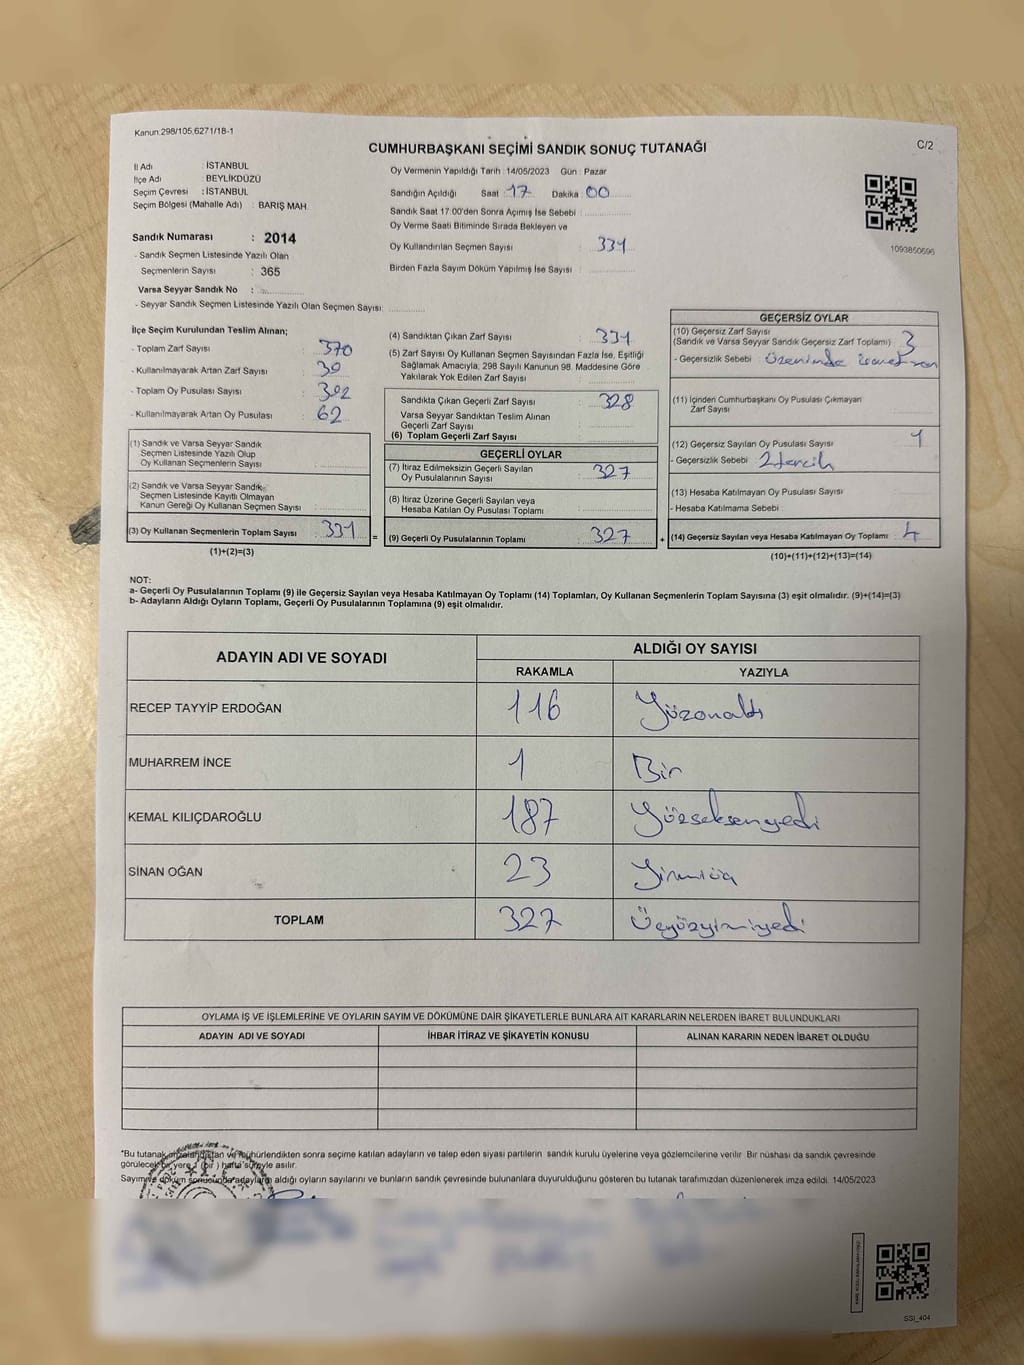 Kanun:298/105,6271/18-1
CUMHURBAŞKANI SEÇİMİ SANDIK SONUÇ TUTANAĞI
C/2
İl Adı : İSTANBUL
İlçe Adı : BEYLİKDÜZÜ
Seçim Çevresi : İSTANBUL
Seçim Bölgesi (Mahalle Adı) : BARIŞ MAH.
Sandık Numarası : 2014
- Sandık Seçmen Listesinde Yazılı Olan
Seçmenlerin Sayısı : 365
Varsa Seyyar Sandık No :
- Seyyar Sandık Seçmen Listesinde Yazılı Olan Seçmen Sayısı:
Oy Vermenin Yapıldığı Tarih :14/05/2023 Gün : Pazar
Sandığın Açıldığı Saat 17 Dakika 00
Sandık Saat 17:00'den Sonra Açımış İse Sebebi :
Oy Verme Saati Bitiminde Sırada Bekleyen ve
Oy Kullandırılan Seçmen Sayısı : 331
Birden Fazla Sayım Döküm Yapılmış İse Sayısı :
1093850696
İlçe Seçim Kurulundan Teslim Alınan;
- Toplam Zarf Sayısı : 370
- Kullanılmayarak Artan Zarf Sayısı : 39
- Toplam Oy Pusulası Sayısı : 392
- Kullanılmayarak Artan Oy Pusulası : 62
(1) Sandık ve Varsa Seyyar Sandık
Seçmen Listesinde Yazılı Olup
Oy Kullanan Seçmenlerin Sayısı :
(2) Sandık ve Varsa Seyyar Sandık
Seçmen Listesinde Kayıtlı Olmayan
Kanun Gereği Oy Kullanan Seçmen Sayısı :
(3) Oy Kullanan Seçmenlerin Toplam Sayısı : 331
(1)+(2)=(3)
=
(4) Sandıktan Çıkan Zarf Sayısı : 331
(5) Zarf Sayısı Oy Kullanan Seçmen Sayısından Fazla İse, Eşitliği
Sağlamak Amacıyla, 298 Sayılı Kanunun 98. Maddesine Göre
Yakılarak Yok Edilen Zarf Sayısı :
Sandıkta Çıkan Geçerli Zarf Sayısı : 328
Varsa Seyyar Sandıktan Teslim Alınan
Geçerli Zarf Sayısı :
(6) Toplam Geçerli Zarf Sayısı :
GEÇERLİ OYLAR
(7) İtiraz Edilmeksizin Geçerli Sayılan
Oy Pusulalarının Sayısı : 327
(8) İtiraz Üzerine Geçerli Sayılan veya
Hesaba Katılan Oy Pusulası Toplamı :
(9) Geçerli Oy Pusulalarının Toplamı : 327
+
GEÇERSİZ OYLAR
(10) Geçersiz Zarf Sayısı
(Sandık ve Varsa Seyyar Sandık Geçersiz Zarf Toplamı) : 3
- Geçersizlik Sebebi : Üzerinde
(11) İçinden Cumhurbaşkanı Oy Pusulası Çıkmayan
Zarf Sayısı :
(12) Geçersiz Sayılan Oy Pusulası Sayısı : 1
- Geçersizlik Sebebi : 2 tercih
(13) Hesaba Katılmayan Oy Pusulası Sayısı :
- Hesaba Katılmama Sebebi :
(14) Geçersiz Sayılan veya Hesaba Katılmayan Oy Toplamı : 4
(10)+(11)+(12)+(13)=(14)
NOT:
a- Geçerli Oy Pusulalarının Toplamı (9) ile Geçersiz Sayılan veya Hesaba Katılmayan Oy Toplamı (14) Toplamları, Oy Kullanan Seçmenlerin Toplam Sayısına (3) eşit olmalıdır. (9)+(14)=(3)
b- Adayların Aldığı Oyların Toplamı, Geçerli Oy Pusulalarının Toplamına (9) eşit olmalıdır.
ADAYIN ADI VE SOYADI
ALDIĞI OY SAYISI
RAKAMLA YAZIYLA
RECEP TAYYİP ERDOĞAN 116 Yüzonaltı
MUHARREM İNCE 1 Bir
KEMAL KILIÇDAROĞLU 187 Yüzseksenyedi
SİNAN OĞAN 23 Yirmiüç
TOPLAM 327 Üçyüzyirmiyedi
OYLAMA İŞ VE İŞLEMLERİNE VE OYLARIN SAYIM VE DÖKÜMÜNE DAİR ŞİKAYETLERLE BUNLARA AİT KARARLARIN NELERDEN İBARET BULUNDUKLARI
ADAYIN ADI VE SOYADI İHBAR İTİRAZ VE ŞİKAYETİN KONUSU ALINAN KARARIN NEDEN İBARET OLDUĞU
*Bu tutanak imzalandıktan ve mühürlendikten sonra seçime katılan adayların ve talep eden siyasi partilerin sandık kurulu üyelerine veya gözlemcilerine verilir. Bir nüshası da sandık çevresinde
görülecek bir yere 1 (bir) hafta süreyle asılır.
Sayım ve döküm sonucunda adayların aldığı oyların sayılarını ve bunların sandık çevresinde bulunanlara duyurulduğunu gösteren bu tutanak tarafımızdan düzenlenerek imza edildi. 14/05/2023
SSI_404